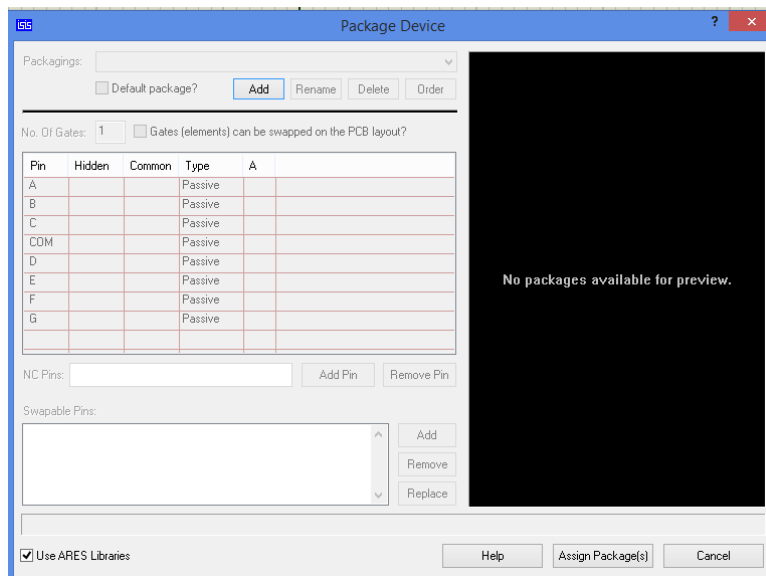 isis Package Device ?
Packagings:
Default package? Add Rename Delete Order
No. Of Gates: 1 Gates (elements) can be swapped on the PCB layout?
Pin Hidden Common Type A
A Passive
B Passive
C Passive
COM Passive
D Passive
E Passive
F Passive
G Passive
No packages available for preview.
NC Pins: Add Pin Remove Pin
Swapable Pins:
Add
Remove
Replace
Use ARES Libraries Help Assign Package(s) Cancel